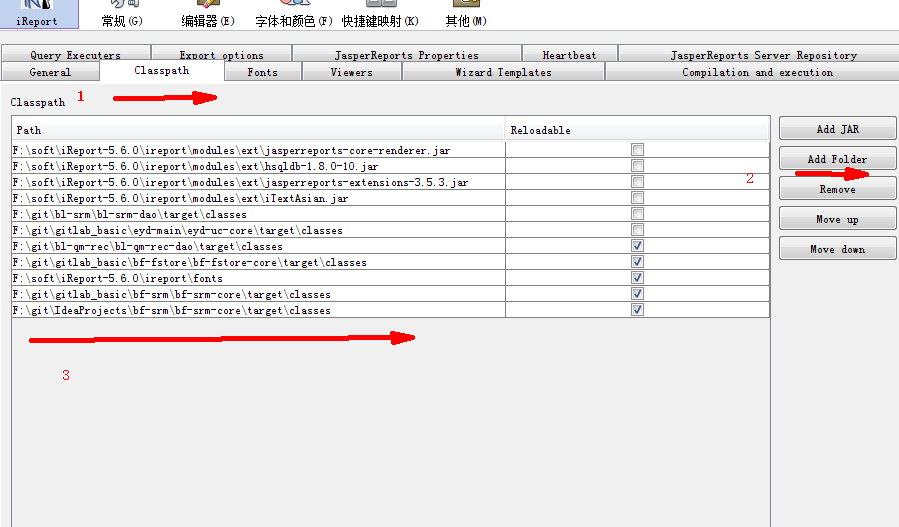 iReport 常规(G) 编辑器(E) 字体和颜色(F) 快捷键映射(K) 其他(M)
Query Executers Export options JasperReports Properties Heartbeat JasperReports Server Repository
General Classpath Fonts Viewers Wizard Templates Compilation and execution
Classpath 1
Path Reloadable Add JAR
F:\soft\iReport-5.6.0\ireport\modules\ext\jasperreports-core-renderer.jar
F:\soft\iReport-5.6.0\ireport\modules\ext\hsqldb-1.8.0-10.jar Add Folder
F:\soft\iReport-5.6.0\ireport\modules\ext\jasperreports-extensions-3.5.3.jar 2
F:\soft\iReport-5.6.0\ireport\modules\ext\iTextAsian.jar Remove
F:\git\bl-srm\bl-srm-dao\target\classes Move up
F:\git\gitlab_basic\eyd-main\eyd-uc-core\target\classes
F:\git\bl-qm-rec\bl-qm-rec-dao\target\classes Move down
F:\git\gitlab_basic\bf-fstore\bf-fstore-core\target\classes
F:\soft\iReport-5.6.0\ireport\fonts
F:\git\gitlab_basic\bf-srm\bf-srm-core\target\classes
F:\git\IdeaProjects\bf-srm\bf-srm-core\target\classes
3